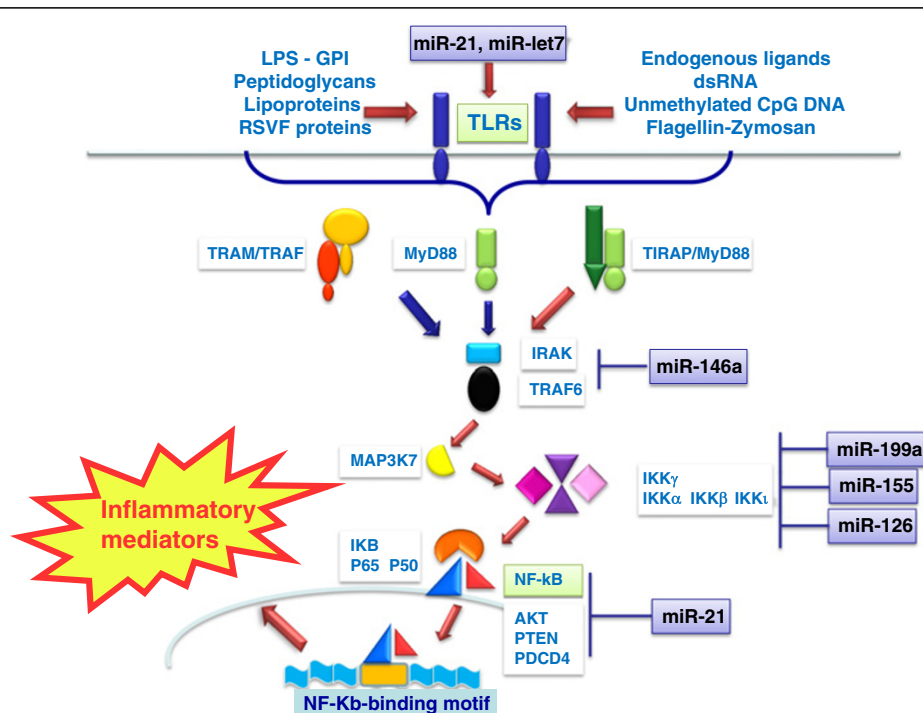 miR-21, miR-let7
LPS - GPI
Peptidoglycans
Lipoproteins
RSVF proteins
TLRs
Endogenous ligands
dsRNA
Unmethylated CpG DNA
Flagellin-Zymosan
TRAM/TRAF
MyD88
TIRAP/MyD88
IRAK
TRAF6
miR-146a
MAP3K7
IKKγ
IKKα IKKβ IKKι
miR-199a
miR-155
miR-126
Inflammatory
mediators
IKB
P65 P50
NF-kB
AKT
PTEN
PDCD4
miR-21
NF-Kb-binding motif